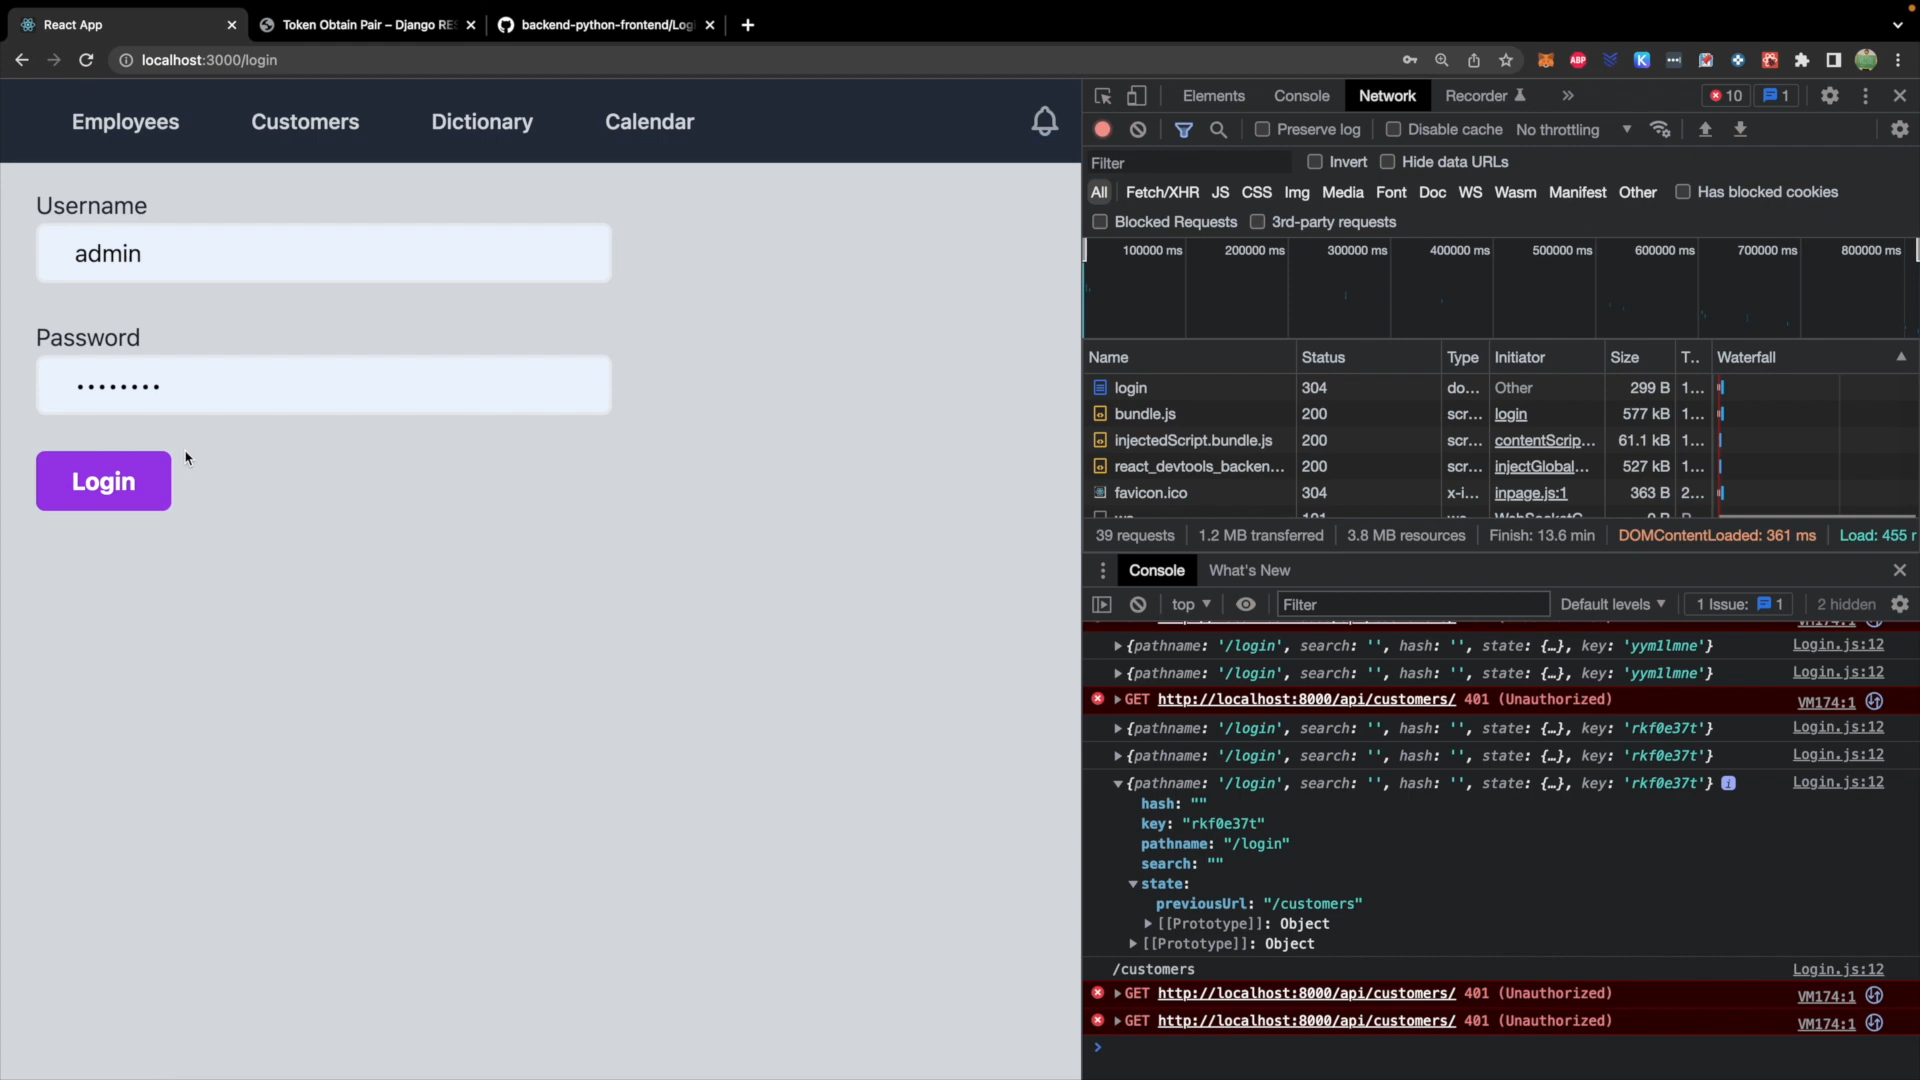 React App
Token Obtain Pair – Django RE
backend-python-frontend/Logi
localhost:3000/login
ABP
K
Employees
Customers
Dictionary
Calendar
Username
admin
Password
••••••••
Login
Elements
Console
Network
Recorder
10
1
Preserve log
Disable cache
No throttling
Filter
Invert
Hide data URLs
All
Fetch/XHR
JS
CSS
Img
Media
Font
Doc
WS
Wasm
Manifest
Other
Has blocked cookies
Blocked Requests
3rd-party requests
100000 ms
200000 ms
300000 ms
400000 ms
500000 ms
600000 ms
700000 ms
800000 ms
Name Status Type Initiator Size T.. Waterfall
login 304 do... Other 299 B 1...
bundle.js 200 scr... login 577 kB 1...
injectedScript.bundle.js 200 scr... contentScrip... 61.1 kB 1...
react_devtools_backen... 200 scr... injectGlobal... 527 kB 1...
favicon.ico 304 x-i... inpage.js:1 363 B 2...
39 requests 1.2 MB transferred 3.8 MB resources Finish: 13.6 min DOMContentLoaded: 361 ms Load: 455 r
Console
What's New
top
Filter
Default levels
1 Issue: 1
2 hidden
{pathname: '/login', search: '', hash: '', state: {…}, key: 'yym1lmne'} Login.js:12
{pathname: '/login', search: '', hash: '', state: {…}, key: 'yym1lmne'} Login.js:12
GET http://localhost:8000/api/customers/ 401 (Unauthorized) VM174:1
{pathname: '/login', search: '', hash: '', state: {…}, key: 'rkf0e37t'} Login.js:12
{pathname: '/login', search: '', hash: '', state: {…}, key: 'rkf0e37t'} Login.js:12
{pathname: '/login', search: '', hash: '', state: {…}, key: 'rkf0e37t'} Login.js:12
hash: ""
key: "rkf0e37t"
pathname: "/login"
search: ""
state:
previousUrl: "/customers"
[[Prototype]]: Object
[[Prototype]]: Object
/customers Login.js:12
GET http://localhost:8000/api/customers/ 401 (Unauthorized) VM174:1
GET http://localhost:8000/api/customers/ 401 (Unauthorized) VM174:1